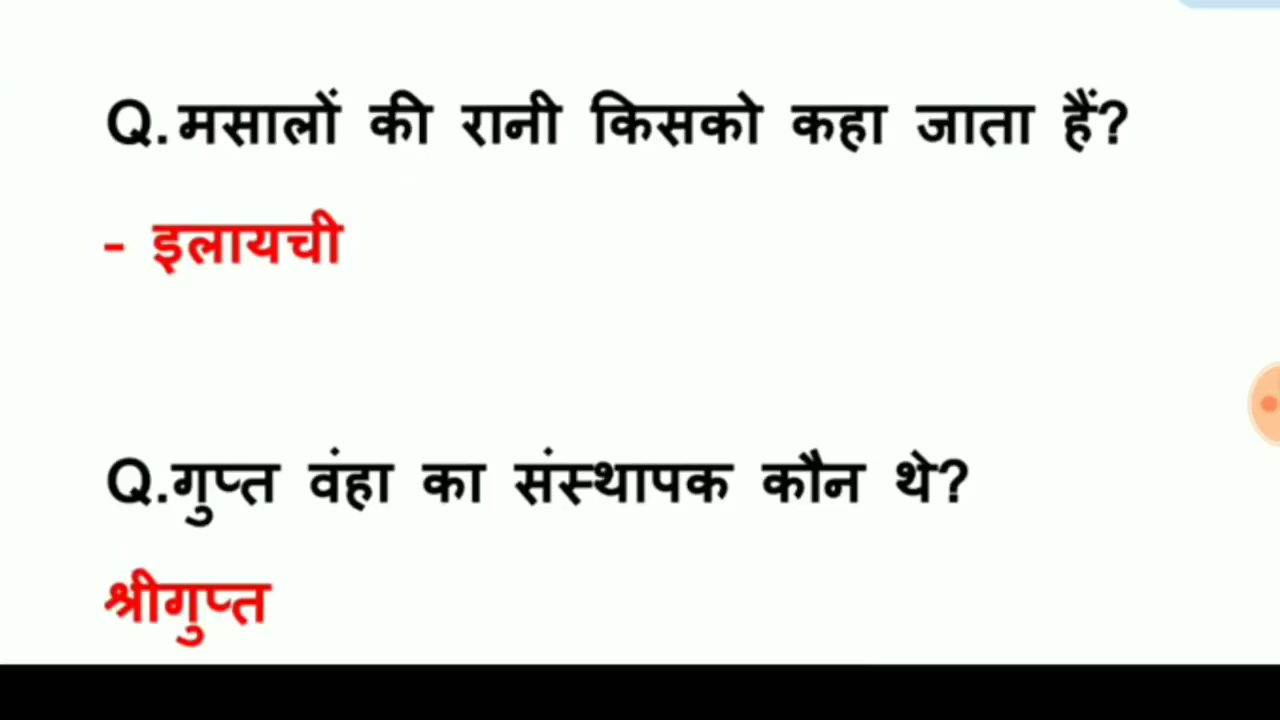 Q.मसालों की रानी किसको कहा जाता हैं?
- इलायची
Q.गुप्त वंहा का संस्थापक कौन थे?
श्रीगुप्त